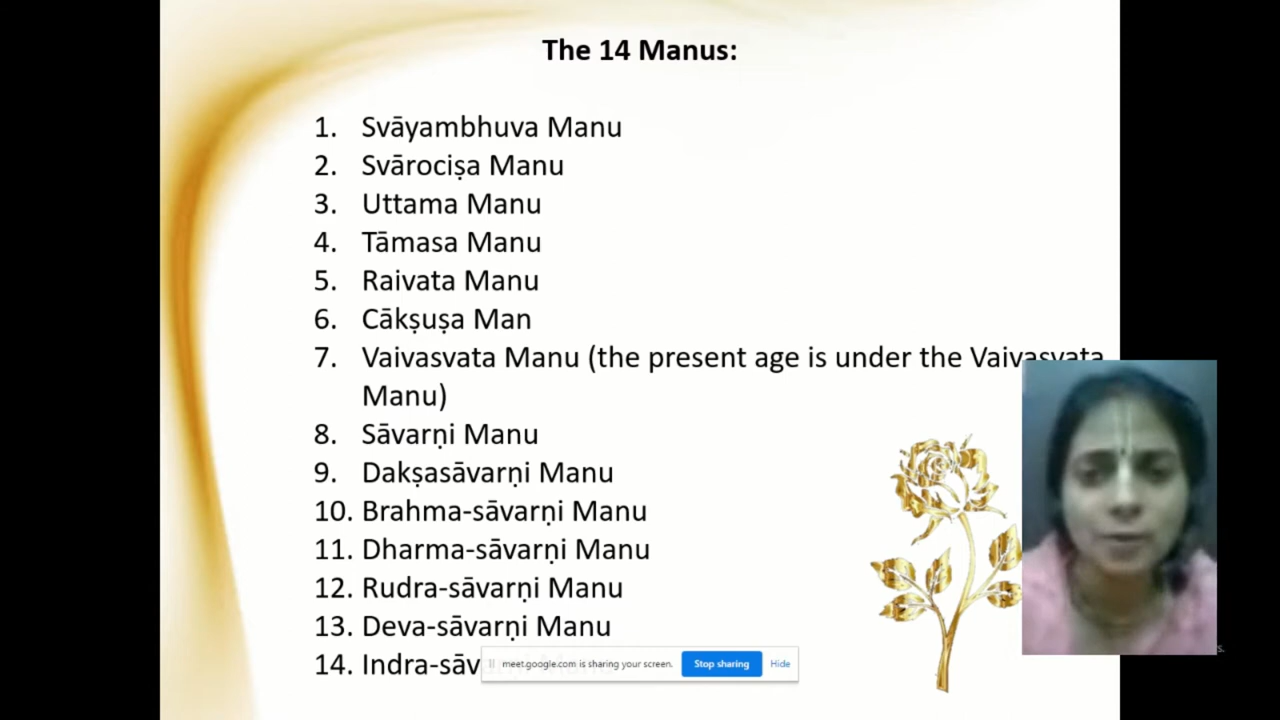 The 14 Manus:
1. Svāyambhuva Manu
2. Svārociṣa Manu
3. Uttama Manu
4. Tāmasa Manu
5. Raivata Manu
6. Cākṣuṣa Man
7. Vaivasvata Manu (the present age is under the Vaivasvata
Manu)
8. Sāvarṇi Manu
9. Dakṣasāvarṇi Manu
10. Brahma-sāvarṇi Manu
11. Dharma-sāvarṇi Manu
12. Rudra-sāvarṇi Manu
13. Deva-sāvarṇi Manu
14. Indra-sāv
meet.google.com is sharing your screen. Stop sharing Hide